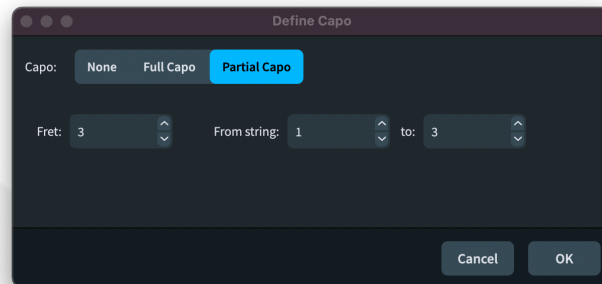 Define Capo
Capo: None Full Capo Partial Capo
Fret: 3 From string: 1 to: 3
Cancel OK